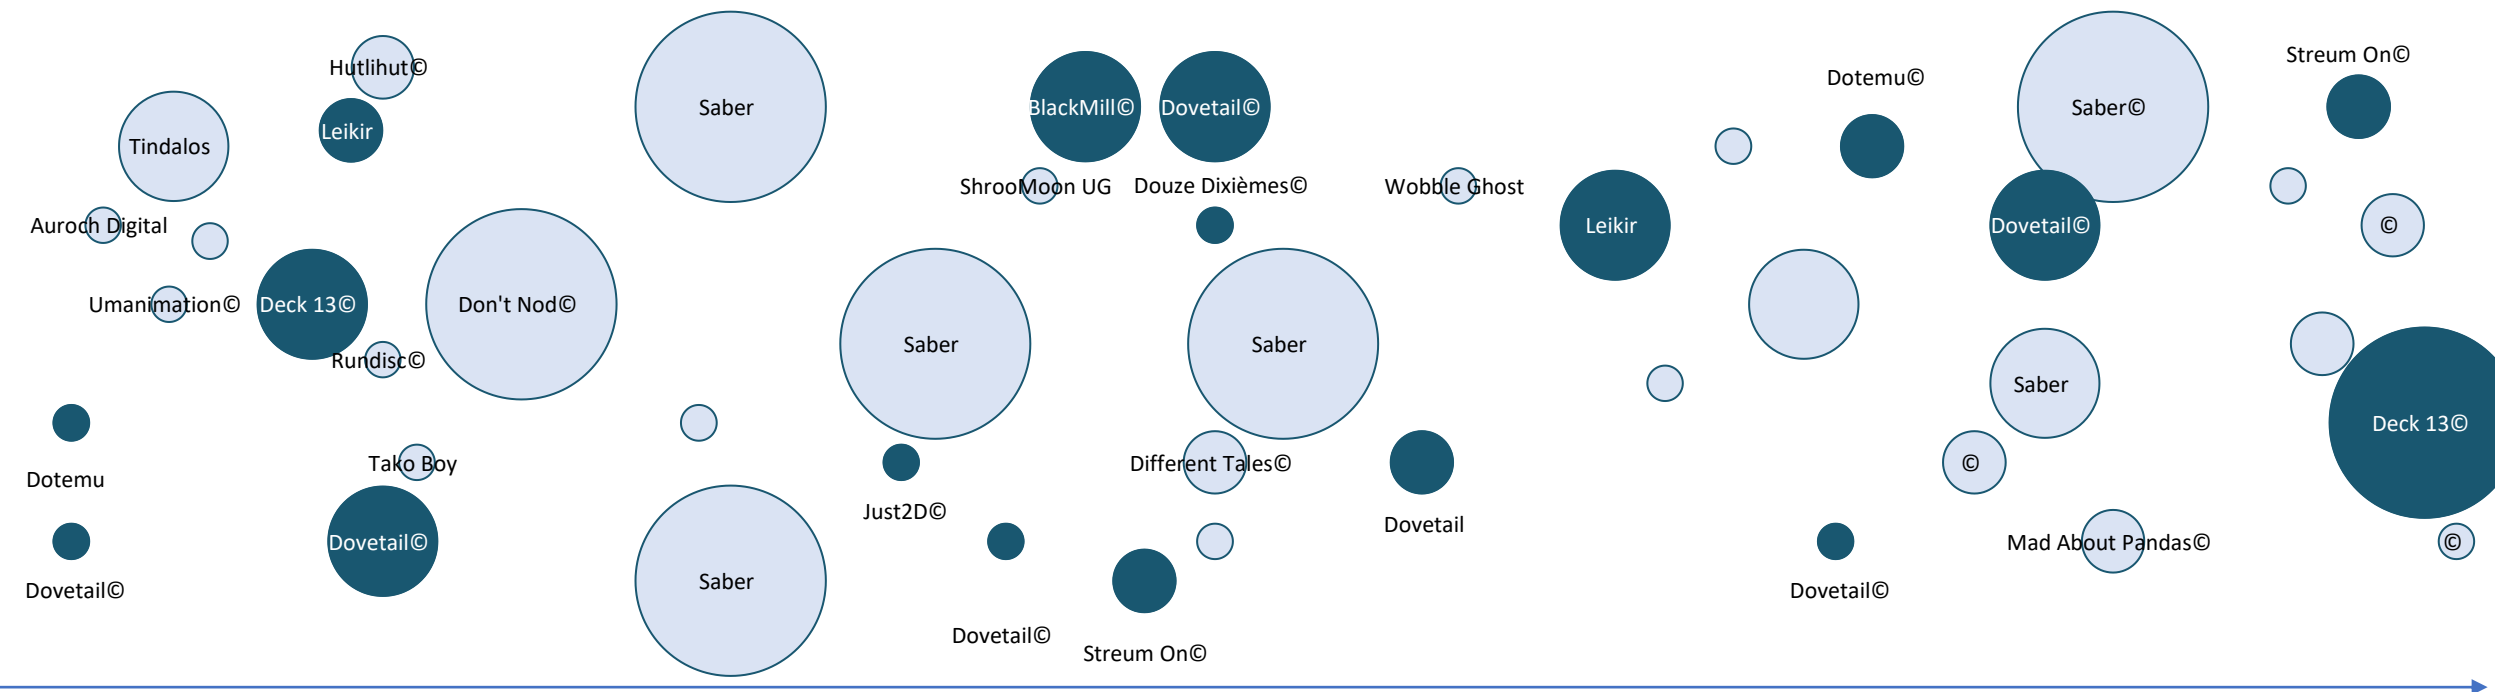 Streum On©
Hutlihut©
Dotemu©
Saber
BlackMill©
Dovetail©
Saber©
Leikir
Tindalos
ShrooMoon UG
Douze Dixièmes©
Wobble Ghost
Auroch Digital
Leikir
Dovetail©
©
Umanimation©
Deck 13©
Don't Nod©
Saber
Saber
Rundisc©
Saber
Deck 13©
Tako Boy
Different Tales©
©
Dotemu
Just2D©
Dovetail
Dovetail©
Mad About Pandas©
©
Saber
Dovetail©
Dovetail©
Dovetail©
Streum On©